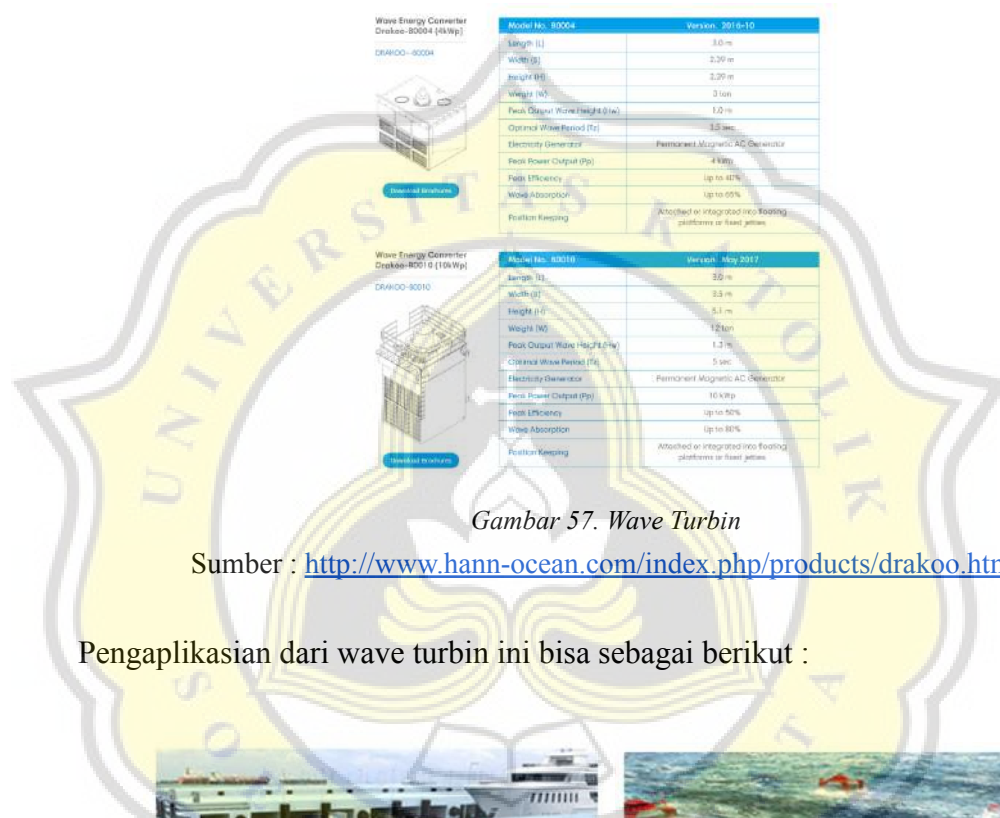 Wave Energy Converter
Drakoo-B0004 (4kWp)
DRAKOO-B0004
Download Brochures
Model No. B0004 Version. 2016-10
Length (L) 3.0 m
Width (B) 2.39 m
Height (H) 2.39 m
Weight (W) 3 ton
Peak Output Wave Height (Hw) 1.0 m
Optimal Wave Period (Tz) 3.5 sec
Electricity Generator Permanent Magnetic AC Generator
Peak Power Output (Pp) 4 kWp
Peak Efficiency Up to 40%
Wave Absorption Up to 65%
Position Keeping Attached or integrated into floating
platforms or fixed jetties
Wave Energy Converter
Drakoo-B0010 (10kWp)
DRAKOO-B0010
Download Brochures
Model No. B0010 Version. May 2017
Length (L) 3.0 m
Width (B) 3.5 m
Height (H) 5.1 m
Weight (W) 12 ton
Peak Output Wave Height (Hw) 1.3 m
Optimal Wave Period (Tz) 5 sec
Electricity Generator Permanent Magnetic AC Generator
Peak Power Output (Pp) 10 kWp
Peak Efficiency Up to 50%
Wave Absorption Up to 80%
Position Keeping Attached or integrated into floating
platforms or fixed jetties
Gambar 57. Wave Turbin
Sumber : http://www.hann-ocean.com/index.php/products/drakoo.htm
Pengaplikasian dari wave turbin ini bisa sebagai berikut :
UNIVERSITAS KATOLIK